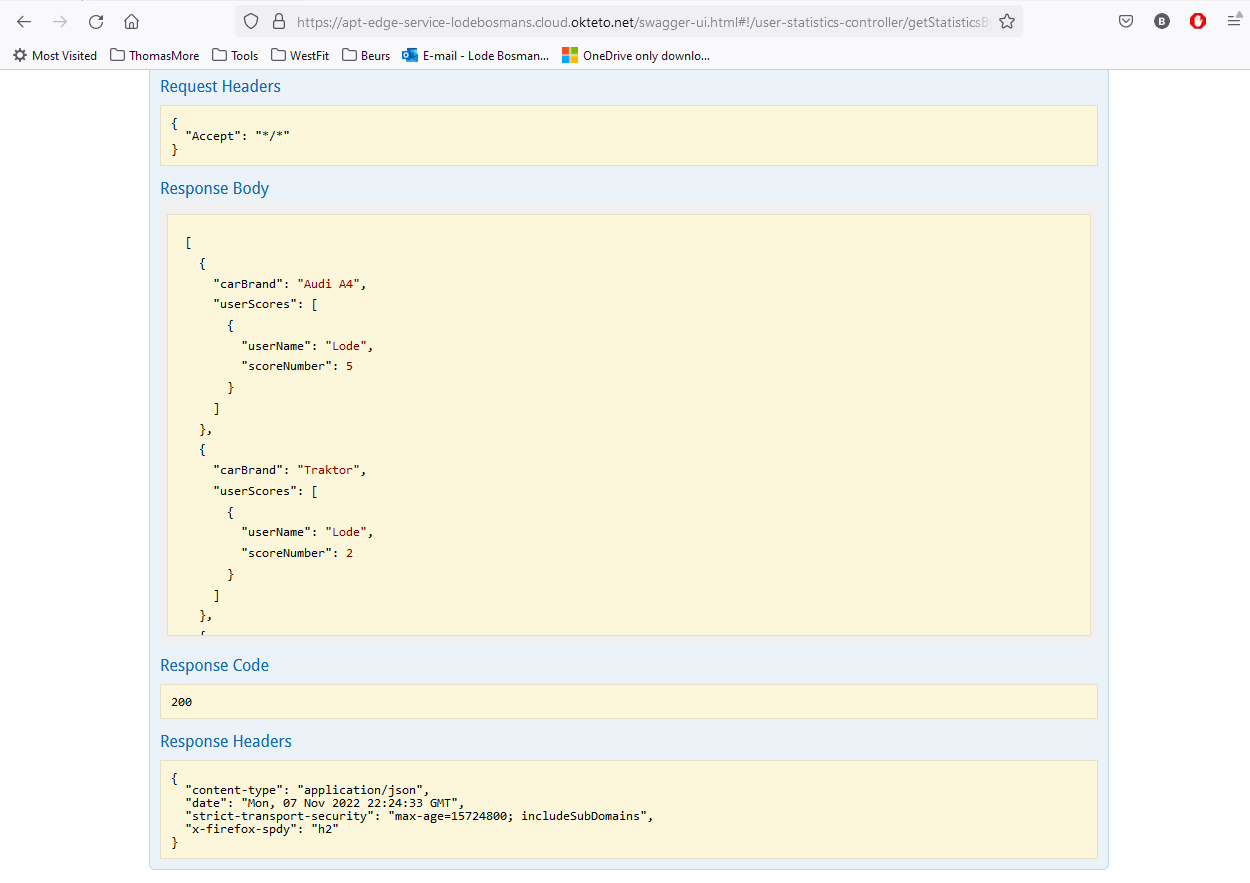 https://apt-edge-service-lodebosmans.cloud.okteto.net/swagger-ui.html#!/user-statistics-controller/getStatisticsB
B
Most Visited ThomasMore Tools WestFit Beurs E-mail - Lode Bosman... OneDrive only downlo...
Request Headers
{
  "Accept": "*/*"
}
Response Body
[
  {
    "carBrand": "Audi A4",
    "userScores": [
      {
        "userName": "Lode",
        "scoreNumber": 5
      }
    ]
  },
  {
    "carBrand": "Traktor",
    "userScores": [
      {
        "userName": "Lode",
        "scoreNumber": 2
      }
    ]
  },
  {
Response Code
200
Response Headers
{
  "content-type": "application/json",
  "date": "Mon, 07 Nov 2022 22:24:33 GMT",
  "strict-transport-security": "max-age=15724800; includeSubDomains",
  "x-firefox-spdy": "h2"
}